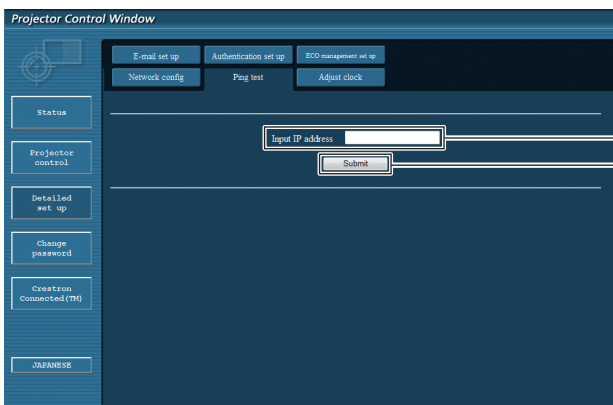 Projector Control Window
E-mail set up
Authentication set up
ECO management set up
Network config
Ping test
Adjust clock
Status
Projector
control
Detailed
set up
Change
password
Crestron
Connected(TM)
JAPANESE
Input IP address
Submit